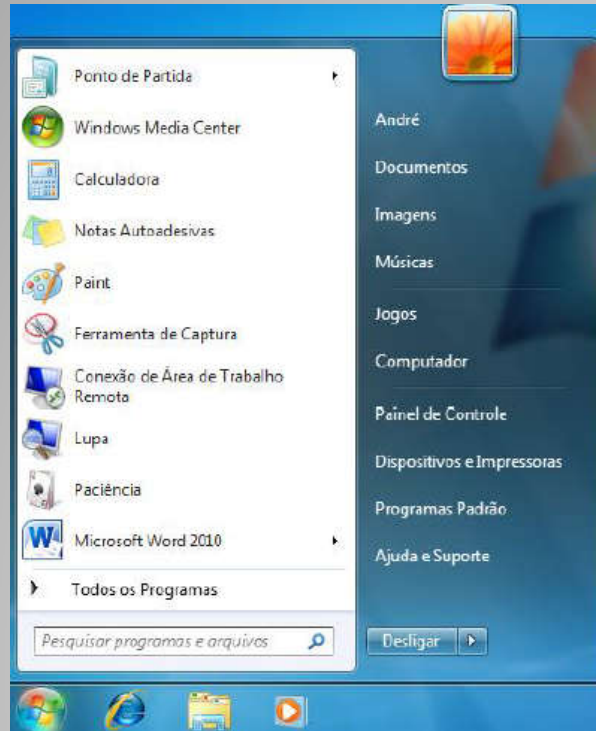 Ponto de Partida
Windows Media Center
Calculadora
Notas Autoadesivas
Paint
Ferramenta de Captura
Conexão de Área de Trabalho
Remota
Lupa
Paciência
Microsoft Word 2010
Todos os Programas
Pesquisar programas e arquivos
André
Documentos
Imagens
Músicas
Jogos
Computador
Painel de Controle
Dispositivos e Impressoras
Programas Padrão
Ajuda e Suporte
Desligar